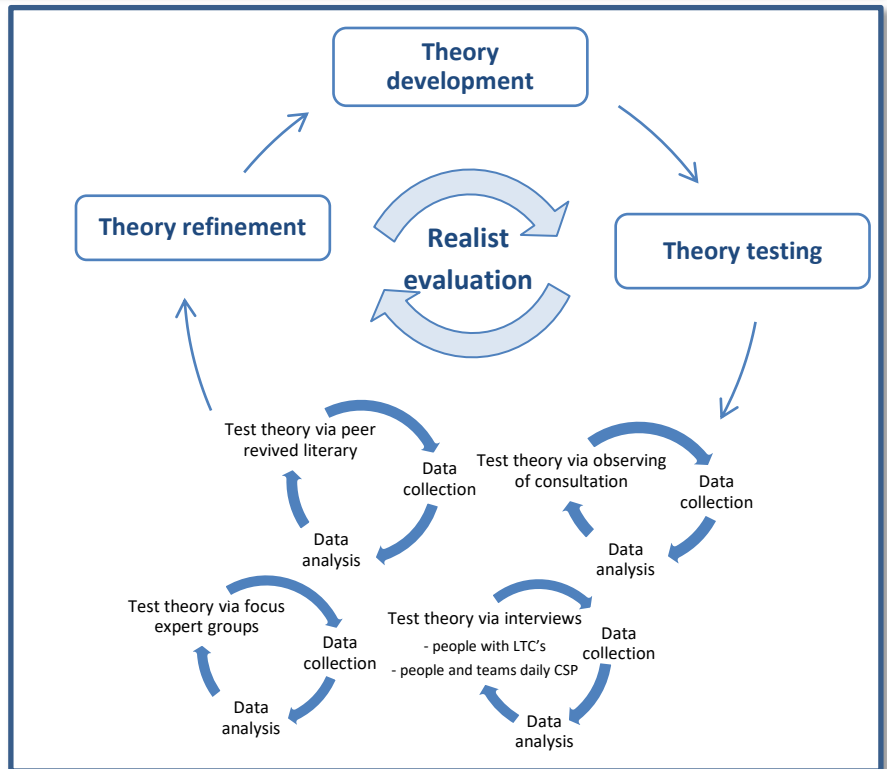 Theory
development
Theory refinement
Realist
evaluation
Theory testing
Test theory via peer
revived literary
Data
collection
Data
analysis
Test theory via observing
of consultation
Data
collection
Data
analysis
Test theory via focus
expert groups
Data
collection
Data
analysis
Test theory via interviews
- people with LTC's
- people and teams daily CSP
Data
collection
Data
analysis